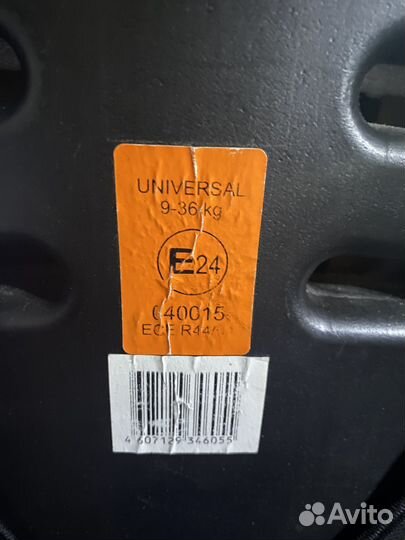 UNIVERSAL
9-36 kg
E24
040015
ECE R44/
4 607129 346055
Avito